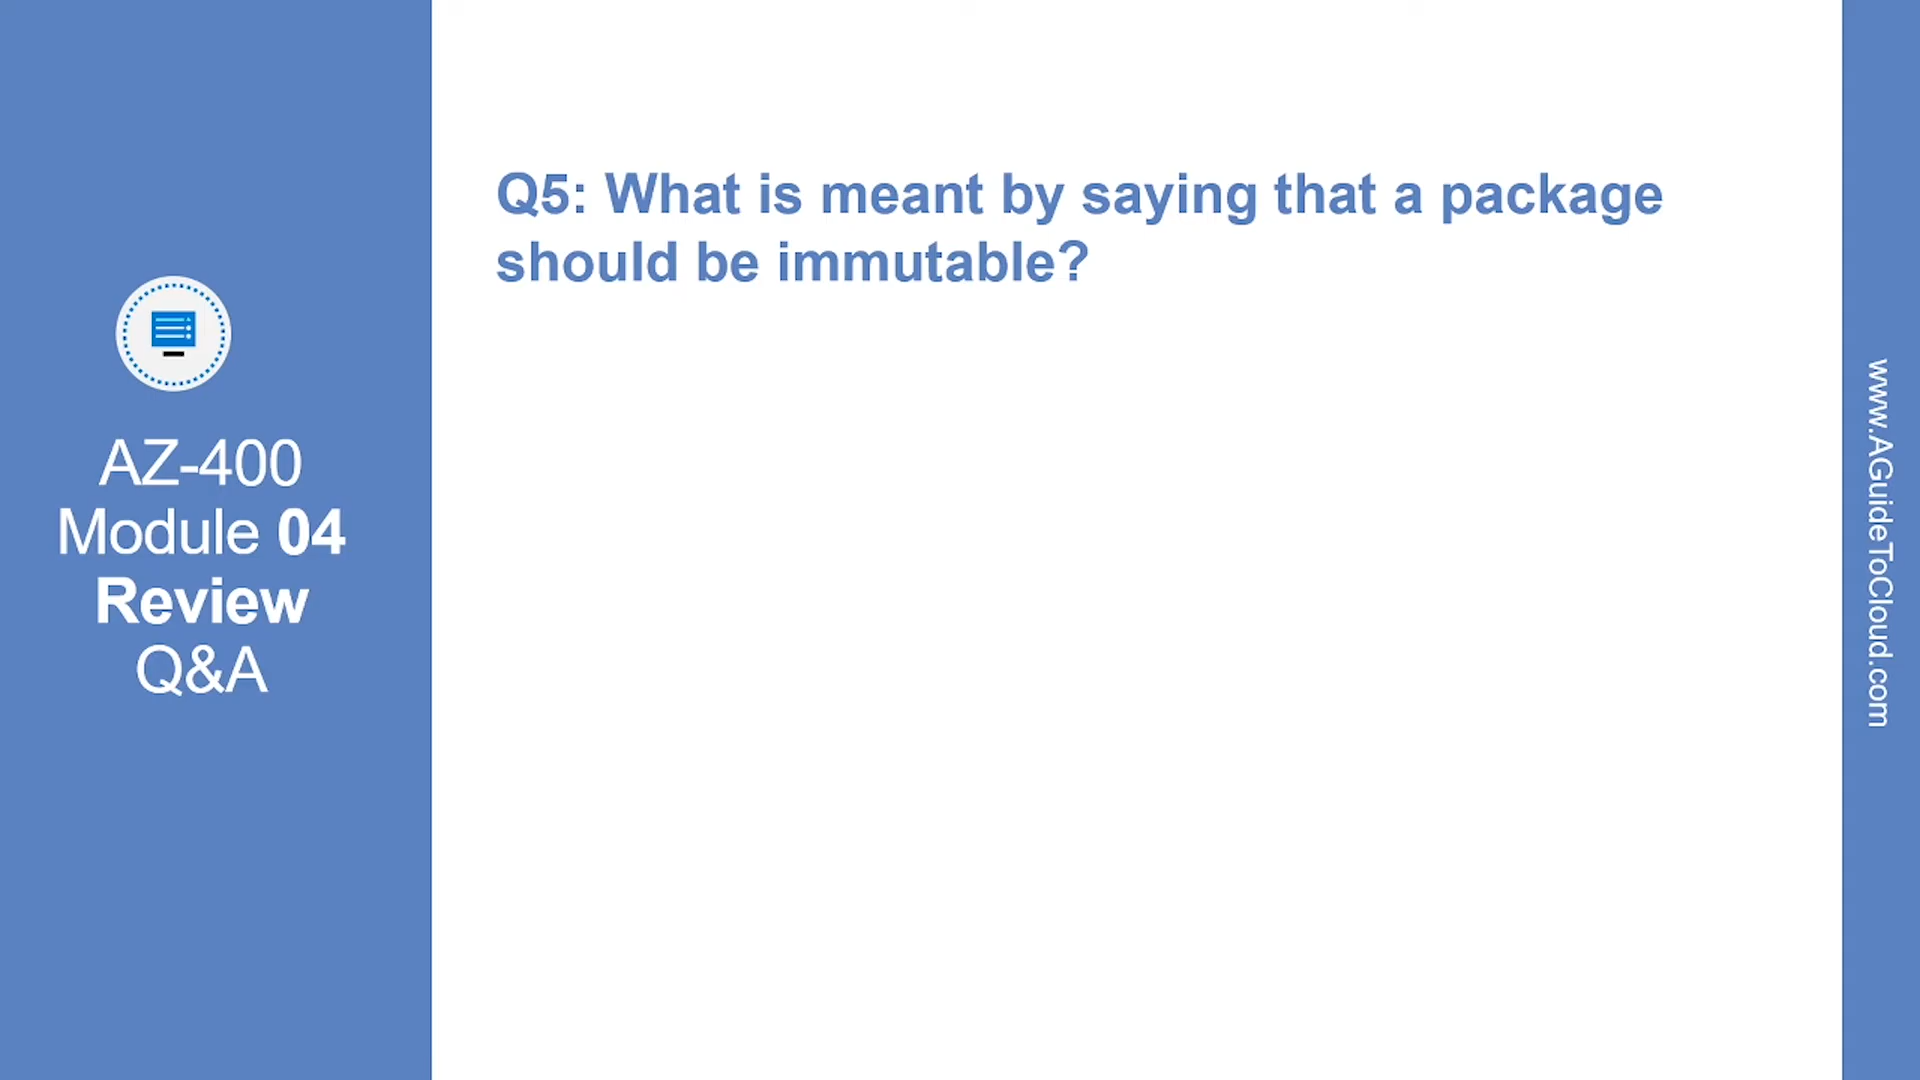 AZ-400
Module 04
Review
Q&A
Q5: What is meant by saying that a package
should be immutable?
www.AGuideToCloud.com